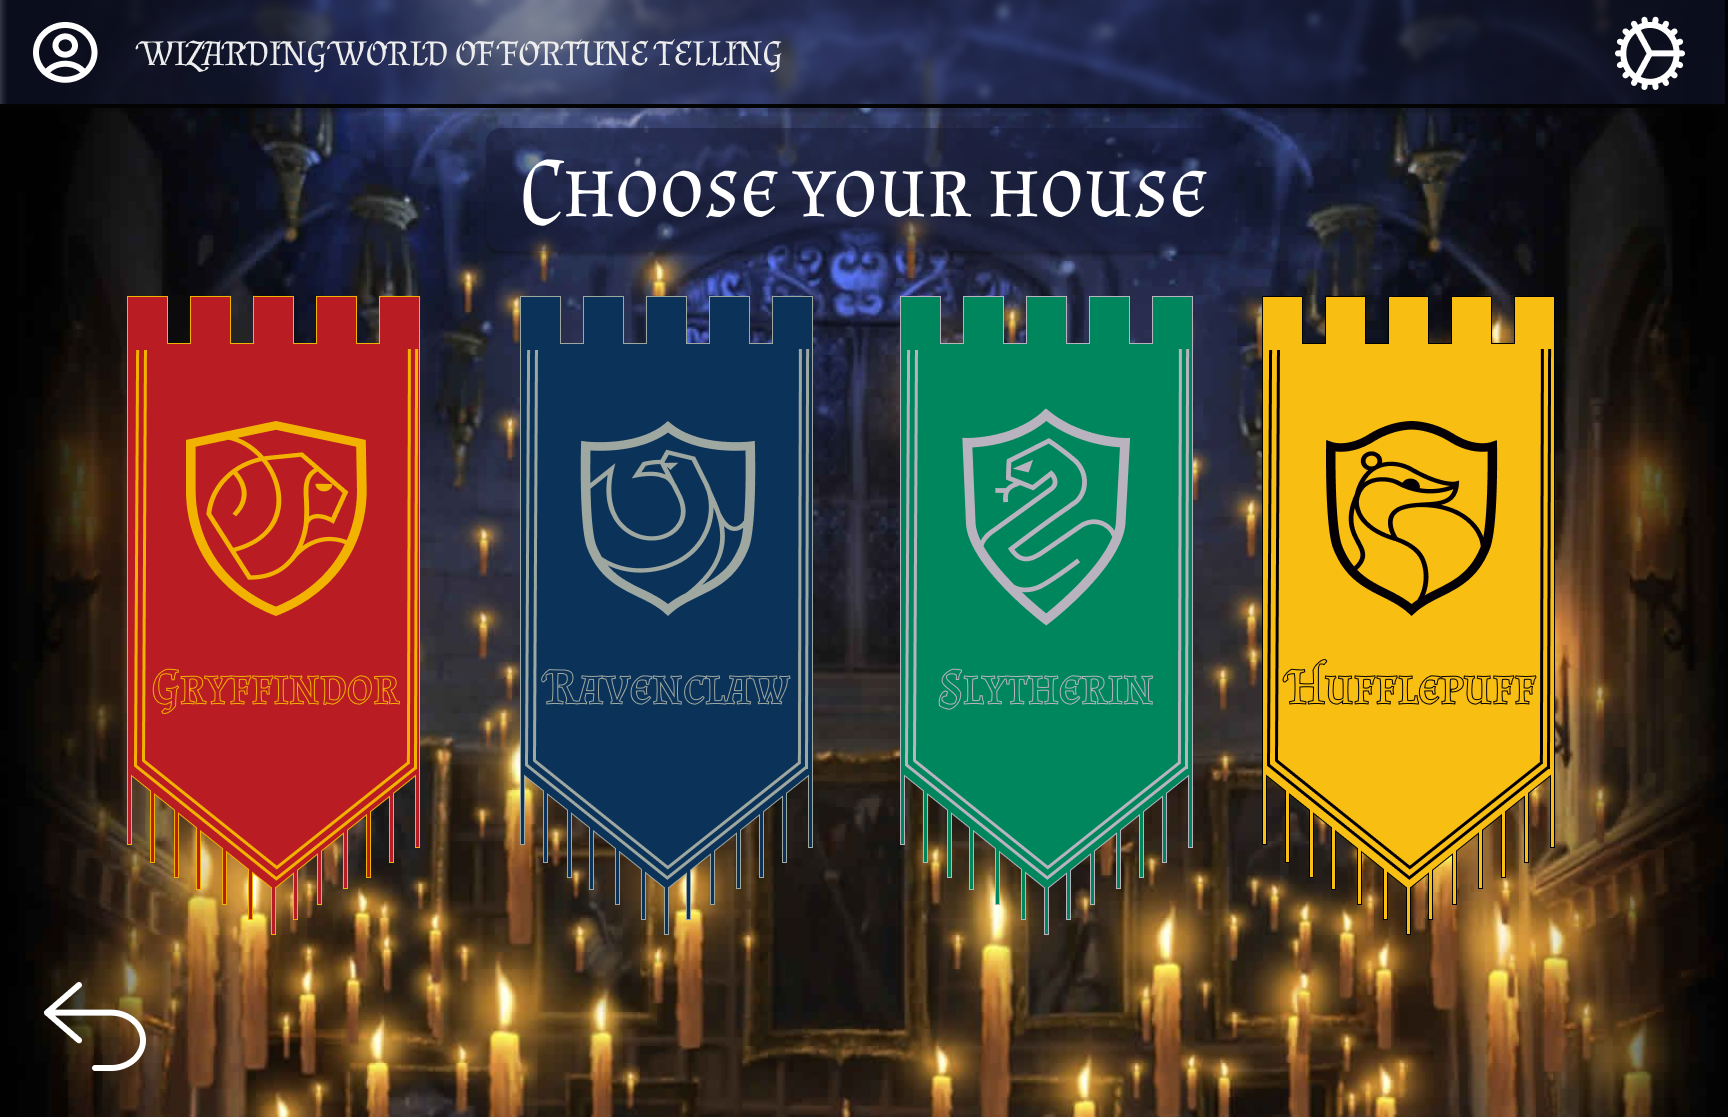 WIZARDING WORLD OF FORTUNE TELLING
CHOOSE YOUR HOUSE
GRYFFINDOR
RAVENCLAW
SLYTHERIN
HUFFLEPUFF